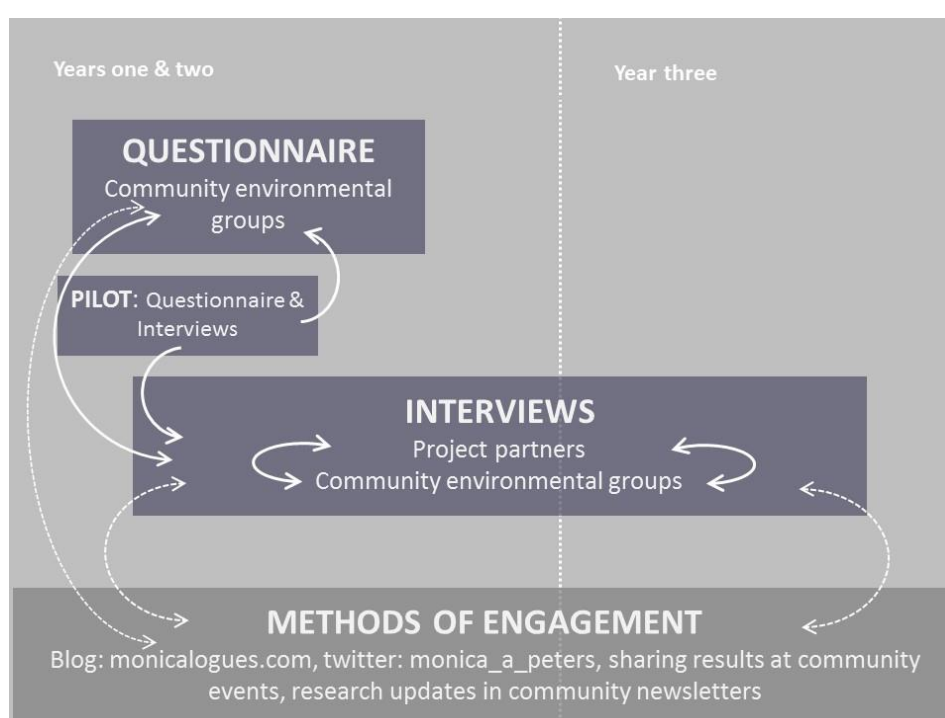 Years one & two
Year three
QUESTIONNAIRE
Community environmental
groups
PILOT: Questionnaire &
Interviews
INTERVIEWS
Project partners
Community environmental groups
METHODS OF ENGAGEMENT
Blog: monicalogues.com, twitter: monica_a_peters, sharing results at community
events, research updates in community newsletters